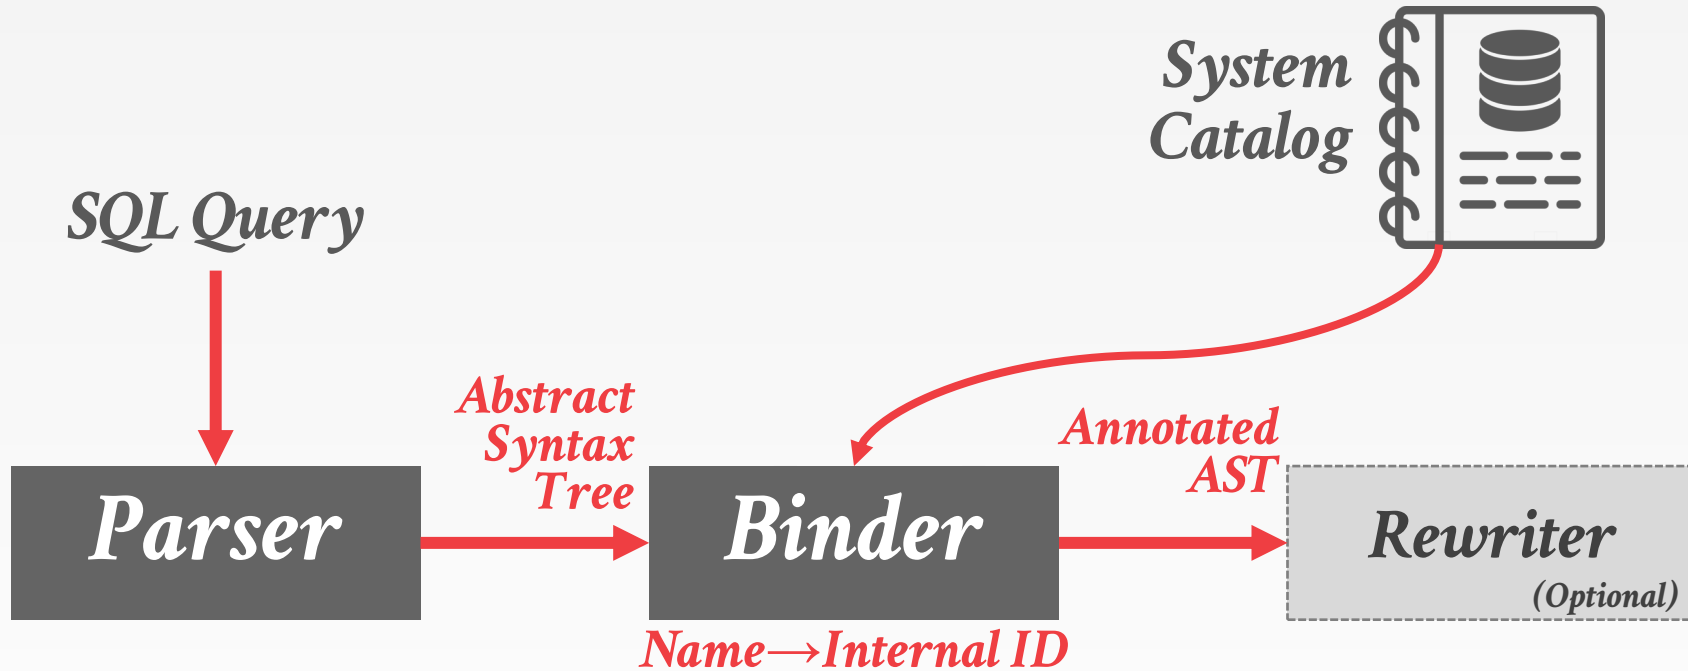 System
Catalog
SQL Query
Abstract
Syntax
Tree
Annotated
AST
Parser
Binder
Rewriter
(Optional)
Name→Internal ID